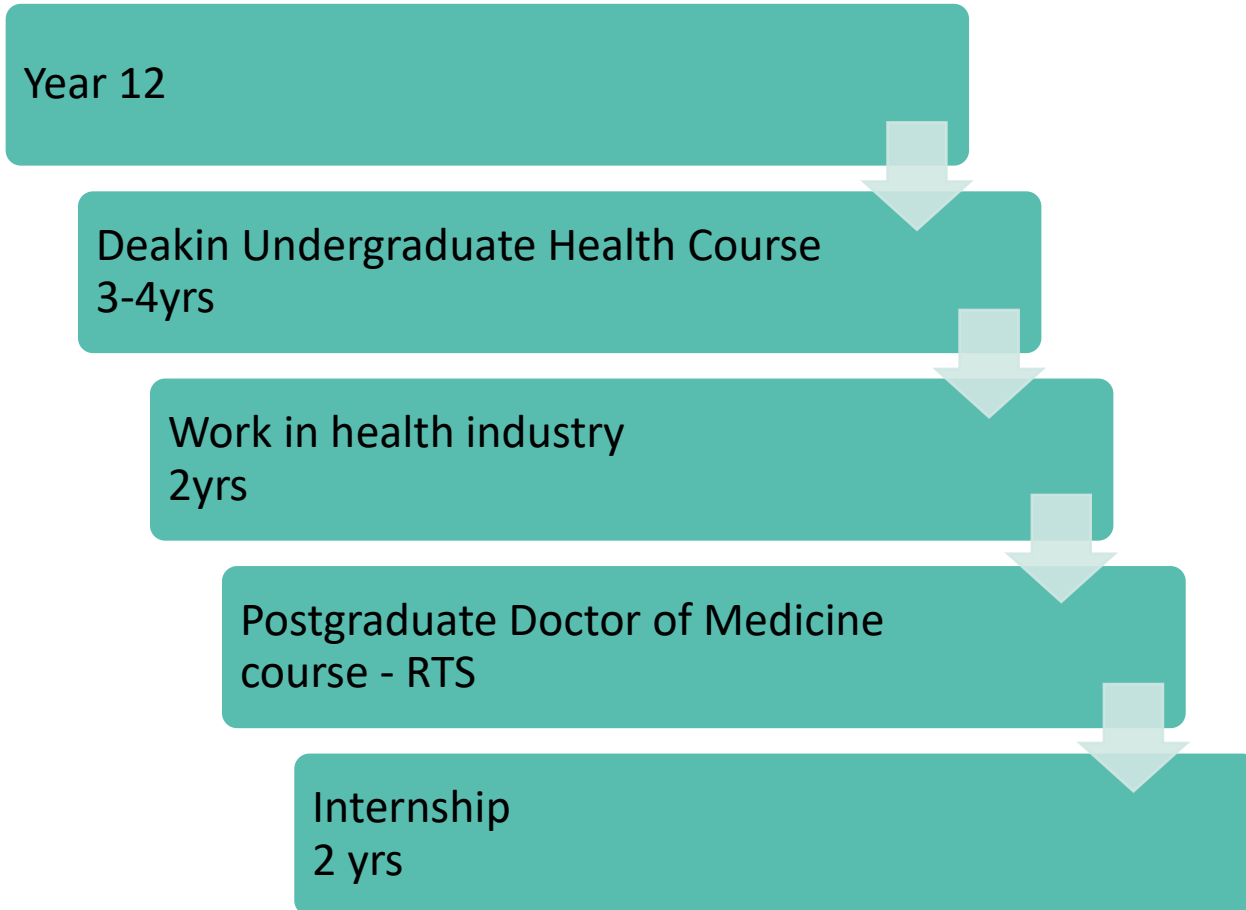 Year 12
Deakin Undergraduate Health Course
3-4yrs
Work in health industry
2yrs
Postgraduate Doctor of Medicine
course - RTS
Internship
2 yrs